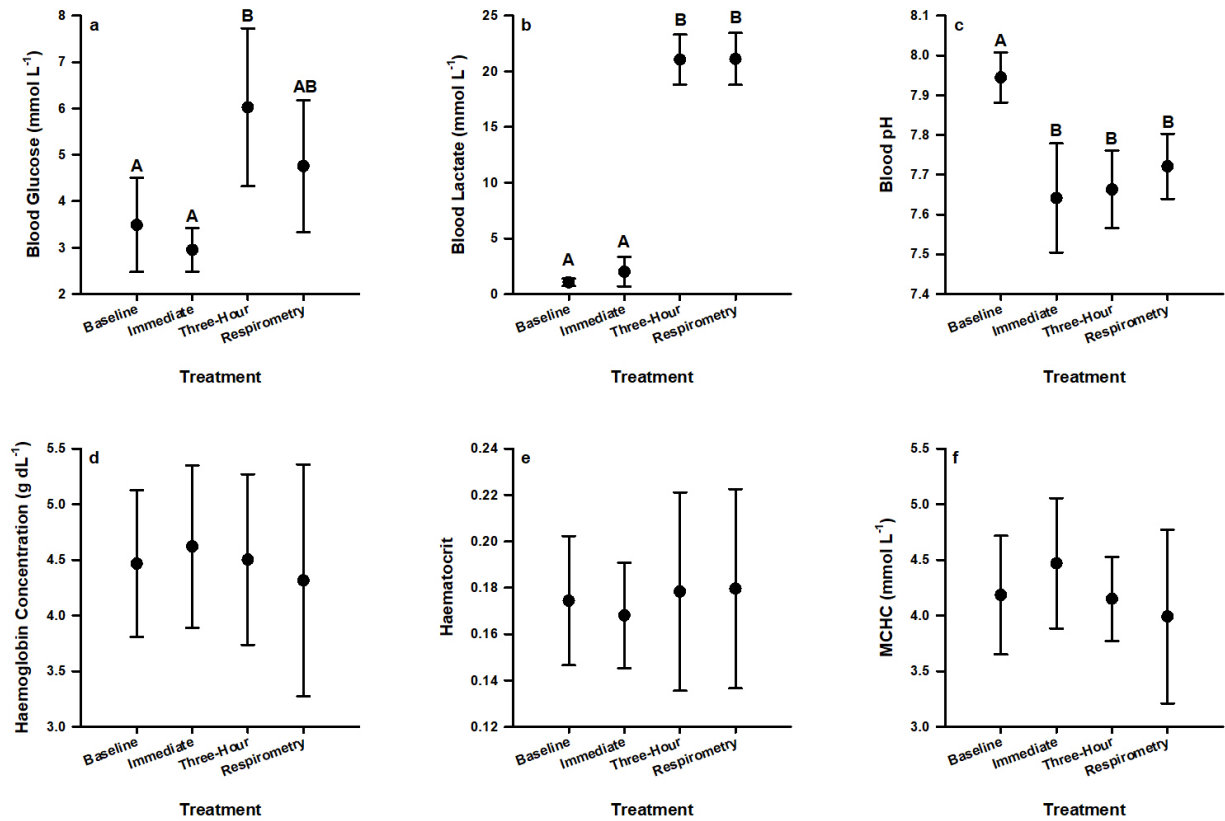 a
Blood Glucose (mmol L⁻¹)
8
7
6
5
4
3
2
A
A
B
AB
Baseline
Immediate
Three-Hour
Respirometry
Treatment
b
Blood Lactate (mmol L⁻¹)
25
20
15
10
5
0
A
A
B
B
Baseline
Immediate
Three-Hour
Respirometry
Treatment
c
Blood pH
8.1
8.0
7.9
7.8
7.7
7.6
7.5
7.4
A
B
B
B
Baseline
Immediate
Three-Hour
Respirometry
Treatment
d
Haemoglobin Concentration (g dL⁻¹)
5.5
5.0
4.5
4.0
3.5
3.0
Baseline
Immediate
Three-Hour
Respirometry
Treatment
e
Haematocrit
0.24
0.22
0.20
0.18
0.16
0.14
0.12
Baseline
Immediate
Three-Hour
Respirometry
Treatment
f
MCHC (mmol L⁻¹)
5.5
5.0
4.5
4.0
3.5
3.0
Baseline
Immediate
Three-Hour
Respirometry
Treatment